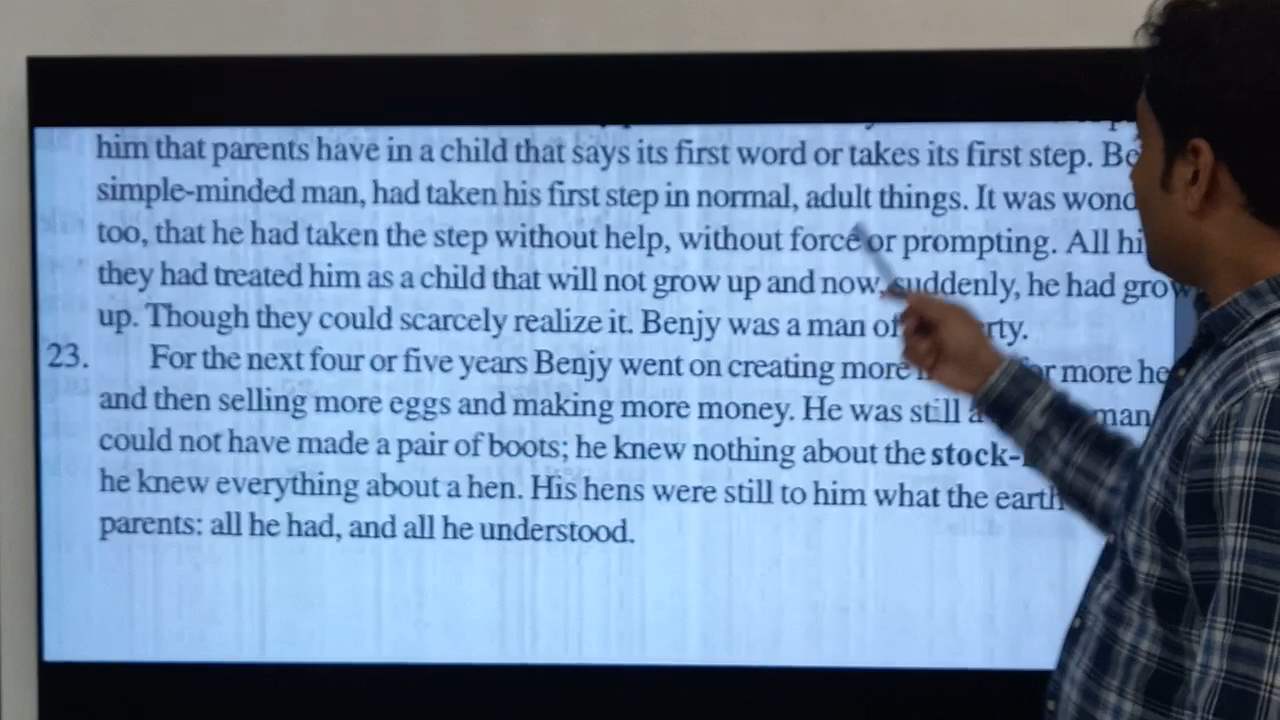 him that parents have in a child that says its first word or takes its first step.
simple-minded man, had taken his first step in normal, adult things. It was
too, that he had taken the step without help, without force or prompting. All
they had treated him as a child that will not grow up and now, suddenly, he had
up. Though they could scarcely realize it. Benjy was a man of
23. For the next four or five years Benjy went on creating more more
and then selling more eggs and making more money. He was still man
could not have made a pair of boots; he knew nothing about the
he knew everything about a hen. His hens were still to him what the earth
parents: all he had, and all he understood.